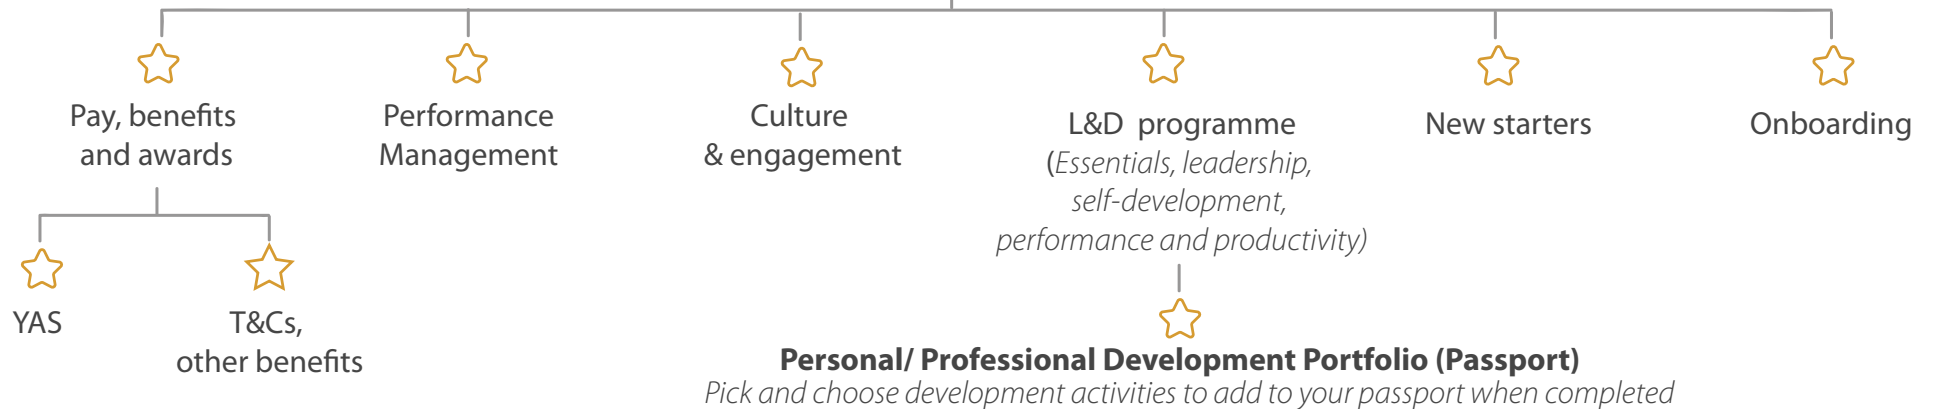 Pay, benefits
and awards
Performance
Management
Culture
& engagement
L&D programme
(Essentials, leadership,
self-development,
performance and productivity)
New starters
Onboarding
YAS
T&Cs,
other benefits
Personal/ Professional Development Portfolio (Passport)
Pick and choose development activities to add to your passport when completed